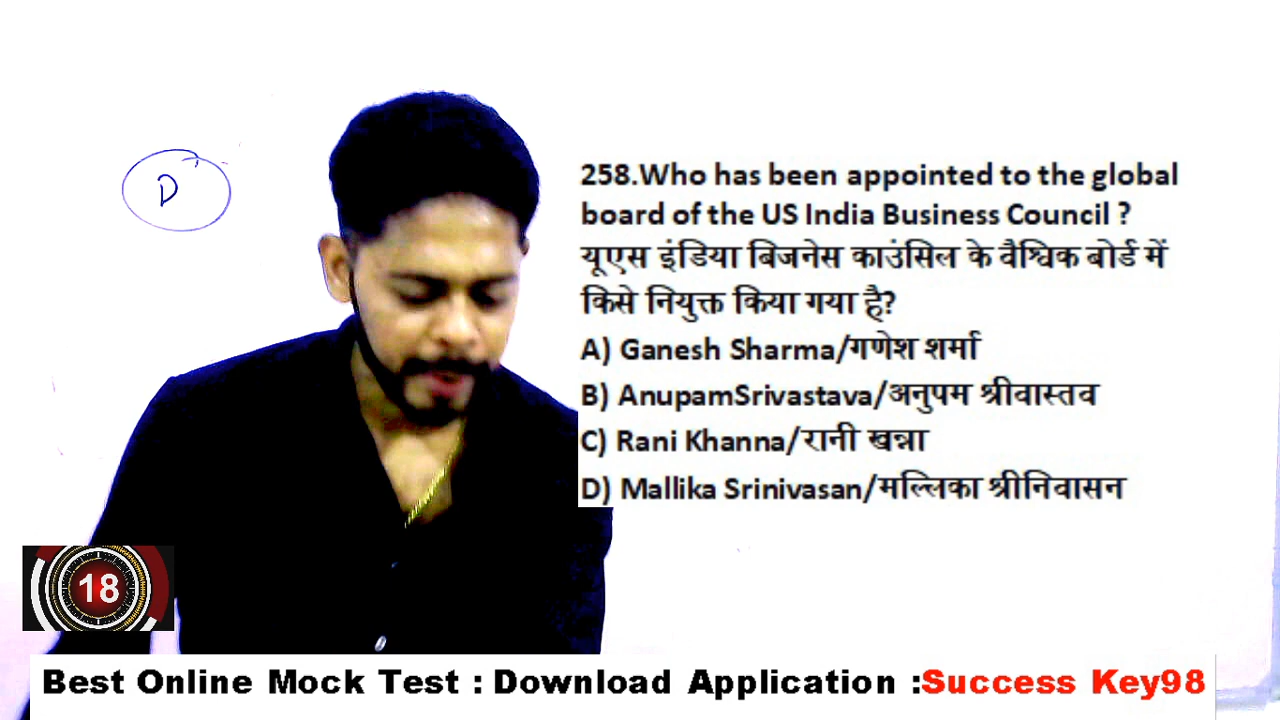 D
258.Who has been appointed to the global
board of the US India Business Council ?
यूएस इंडिया बिजनेस काउंसिल के वैश्विक बोर्ड में
किसे नियुक्त किया गया है?
A) Ganesh Sharma/गणेश शर्मा
B) AnupamSrivastava/अनुपम श्रीवास्तव
C) Rani Khanna/रानी खन्ना
D) Mallika Srinivasan/मल्लिका श्रीनिवासन
18
Best Online Mock Test : Download Application :Success Key98